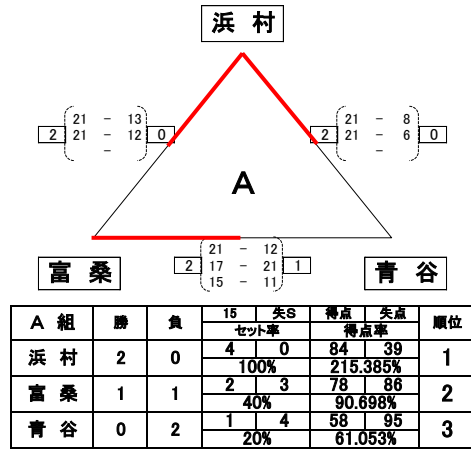 浜 村
21 - 13
2 21 - 12 0
-
21 - 8
2 21 - 6 0
-
A
21 - 12
2 17 - 21 1
15 - 11
富 桑
青 谷
A 組 勝 負 15 失S 得点 失点 順位
セット率 得点率
浜 村 2 0 4 0 84 39 1
100% 215.385%
富 桑 1 1 2 3 78 86 2
40% 90.698%
青 谷 0 2 1 4 58 95 3
20% 61.053%